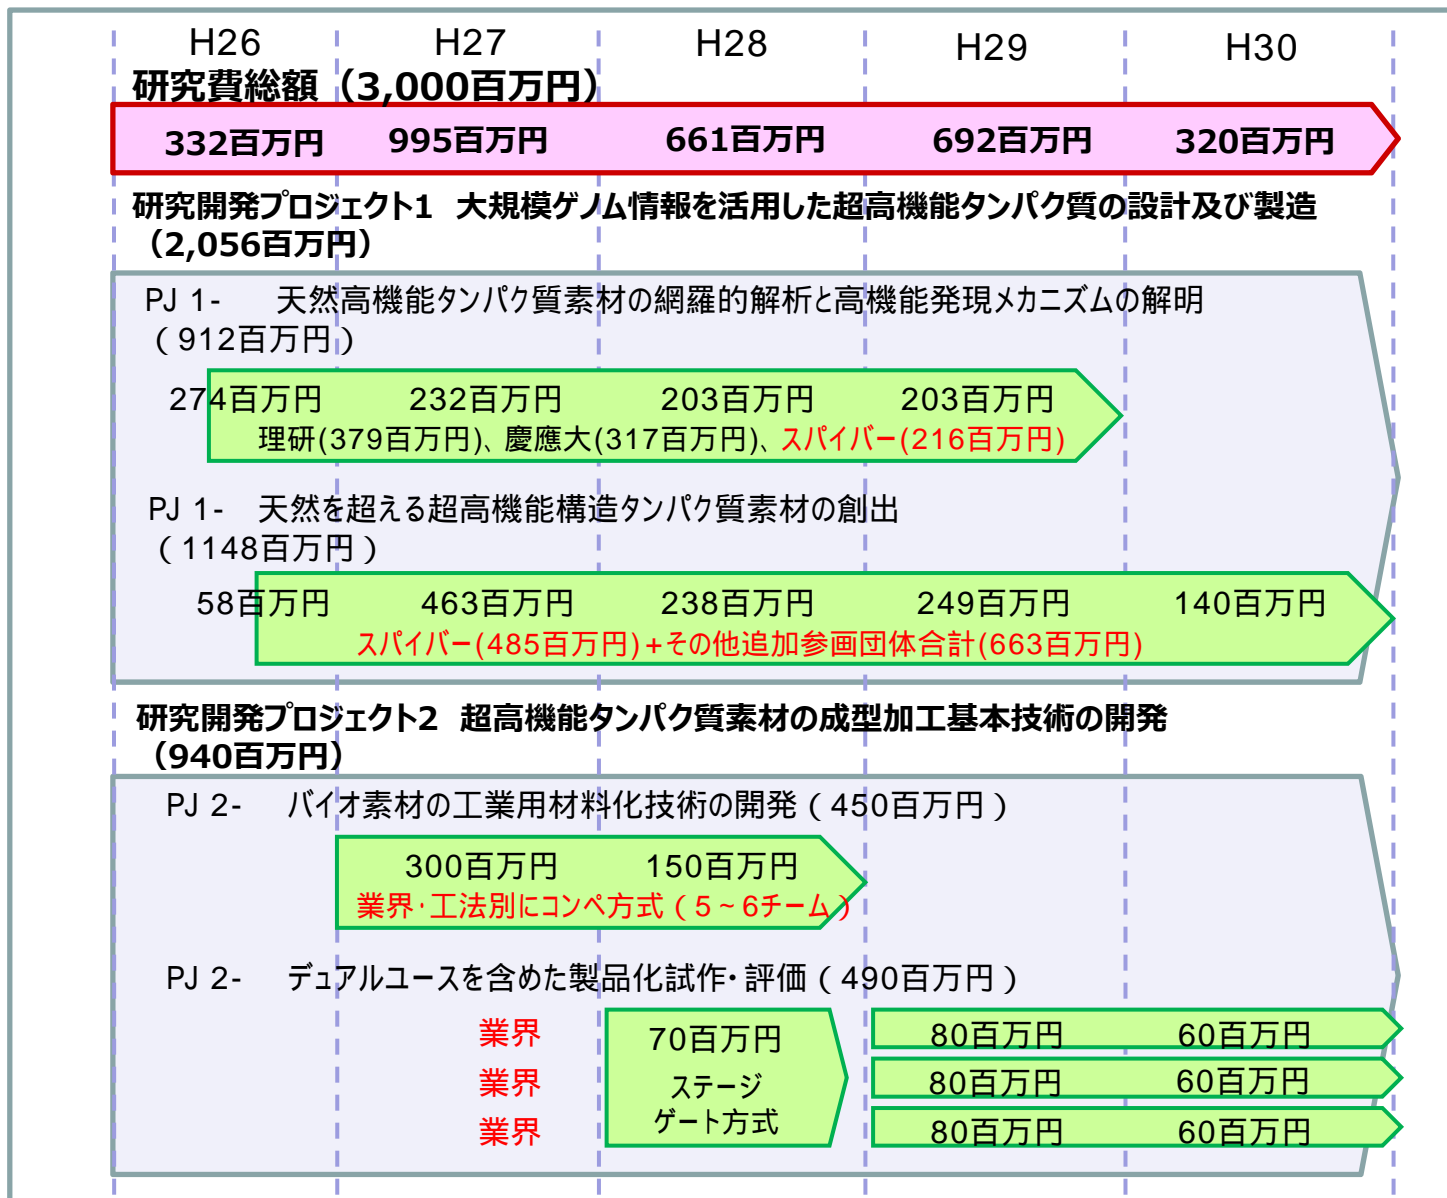 H26 H27 H28 H29 H30
研究費総額（3,000百万円）
332百万円 995百万円 661百万円 692百万円 320百万円
研究開発プロジェクト1 大規模ゲノム情報を活用した超高機能タンパク質の設計及び製造
（2,056百万円）
PJ 1- 天然高機能タンパク質素材の網羅的解析と高機能発現メカニズムの解明
（912百万円）
274百万円 232百万円 203百万円 203百万円
理研(379百万円)、慶應大(317百万円)、スパイバー(216百万円)
PJ 1- 天然を超える超高機能構造タンパク質素材の創出
（1148百万円）
58百万円 463百万円 238百万円 249百万円 140百万円
スパイバー(485百万円)+その他追加参画団体合計(663百万円)
研究開発プロジェクト2 超高機能タンパク質素材の成型加工基本技術の開発
（940百万円）
PJ 2- バイオ素材の工業用材料化技術の開発（450百万円）
300百万円 150百万円
業界・工法別にコンペ方式（5～6チーム）
PJ 2- デュアルユースを含めた製品化試作・評価（490百万円）
業界 70百万円 80百万円 60百万円
業界 ステージ 80百万円 60百万円
業界 ゲート方式 80百万円 60百万円